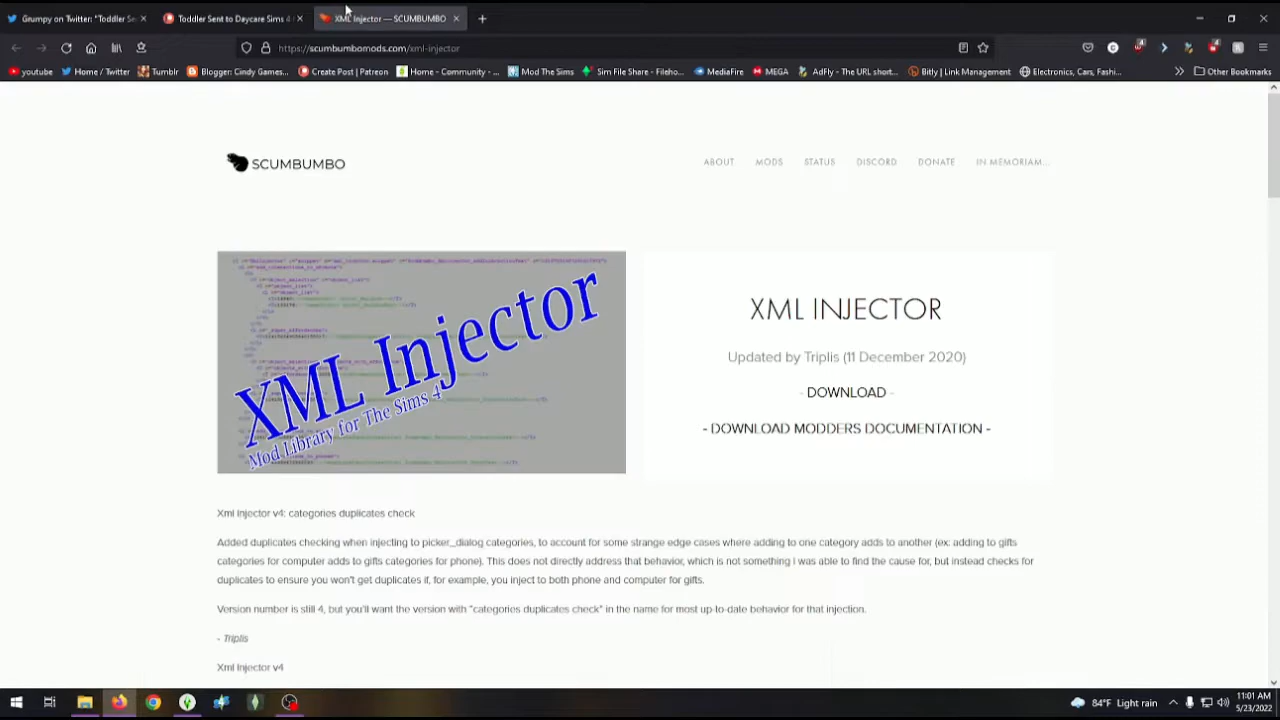 Grumpy on Twitter: "Toddler Se
Toddler Sent to Daycare Sims 4
XML Injector — SCUMBUMBO
https://scumbumbomods.com/xml-injector
youtube
Home / Twitter
Tumblr
Blogger: Cindy Games...
Create Post | Patreon
Home - Community - ...
Mod The Sims
Sim File Share - Fileho...
MediaFire
MEGA
AdFly - The URL short...
Bitly | Link Management
Electronics, Cars, Fashi...
Other Bookmarks
SCUMBUMBO
ABOUT
MODS
STATUS
DISCORD
DONATE
IN MEMORIAM...
XML Injector
Mod Library for The Sims 4
XML INJECTOR
Updated by Triplis (11 December 2020)
- DOWNLOAD -
- DOWNLOAD MODDERS DOCUMENTATION -
Xml Injector v4: categories duplicates check
Added duplicates checking when injecting to picker_dialog categories, to account for some strange edge cases where adding to one category adds to another (ex: adding to gifts
categories for computer adds to gifts categories for phone). This does not directly address that behavior, which is not something I was able to find the cause for, but instead checks for
duplicates to ensure you won't get duplicates if, for example, you inject to both phone and computer for gifts.
Version number is still 4, but you'll want the version with "categories duplicates check" in the name for most up-to-date behavior for that injection.
- Triplis
Xml Injector v4
84°F Light rain
11:01 AM
5/23/2022